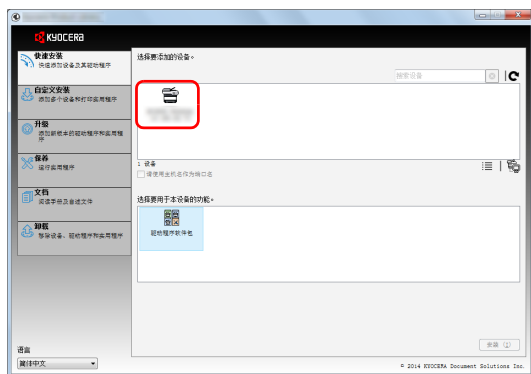 KYOCERA
快速安装
快速添加设备及其驱动程序
自定义安装
添加多个设备和打印实用程序
升级
添加新版本的驱动程序和实用程
序
保养
运行实用程序
文档
阅读手册及自述文件
卸载
移除设备、驱动程序和实用程序
语言
简体中文
选择要添加的设备。
搜索设备
1 设备
请使用主机名作为端口名
选择要用于本设备的功能。
驱动程序软件包
安装 (I)
© 2014 KYOCERA Document Solutions Inc.